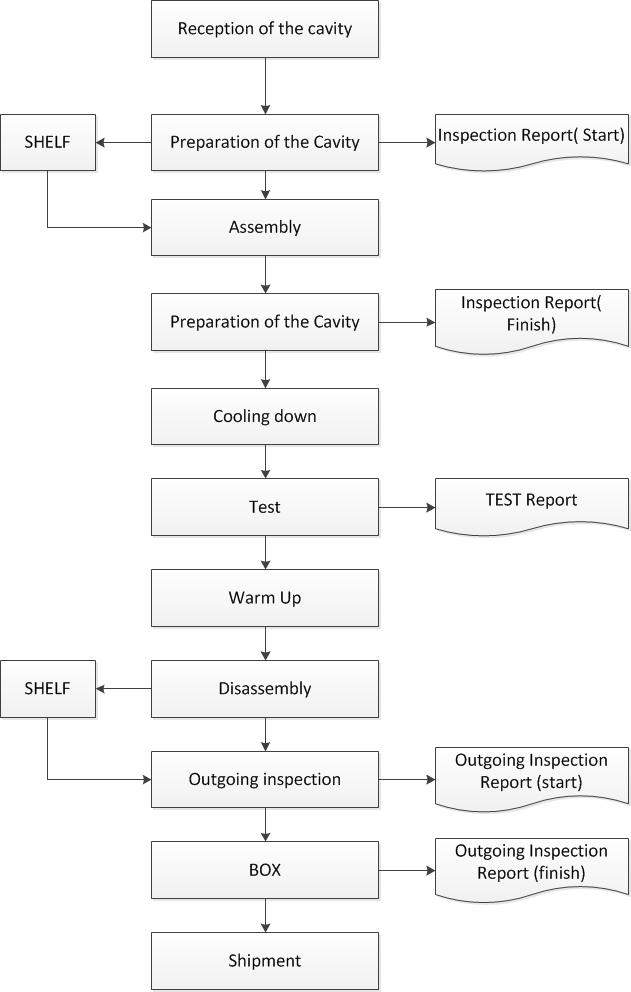 Reception of the cavity
SHELF
Preparation of the Cavity
Inspection Report( Start)
Assembly
Preparation of the Cavity
Inspection Report(
Finish)
Cooling down
Test
TEST Report
Warm Up
SHELF
Disassembly
Outgoing inspection
Outgoing Inspection
Report (start)
BOX
Outgoing Inspection
Report (finish)
Shipment